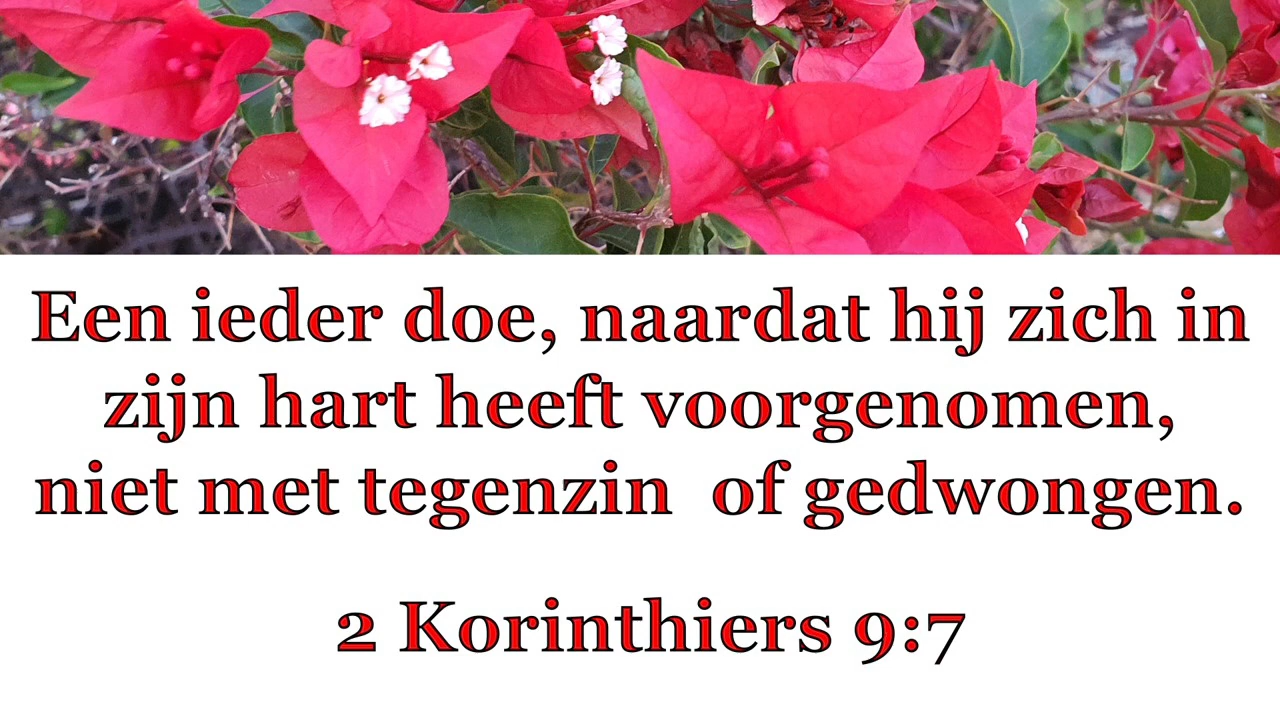 Een ieder doe, naardat hij zich in
zijn hart heeft voorgenomen,
niet met tegenzin  of gedwongen.
2 Korinthiers 9:7